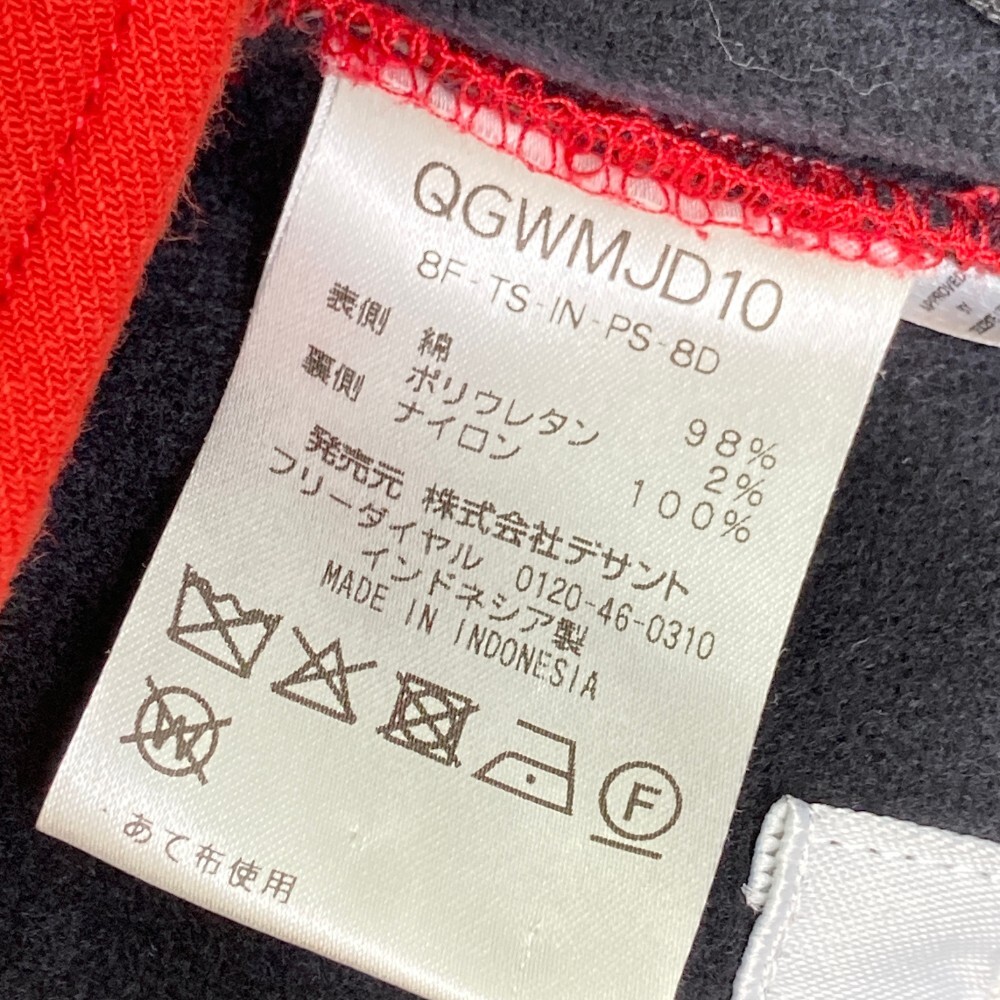 QGWMJD10
8F-TS-IN-PS-8D
表側 綿 98%
ポリウレタン 2%
裏側 ナイロン 100%
発売元 株式会社デサント
フリーダイヤル 0120-46-0310
インドネシア製
MADE IN INDONESIA
F
W
あて布使用